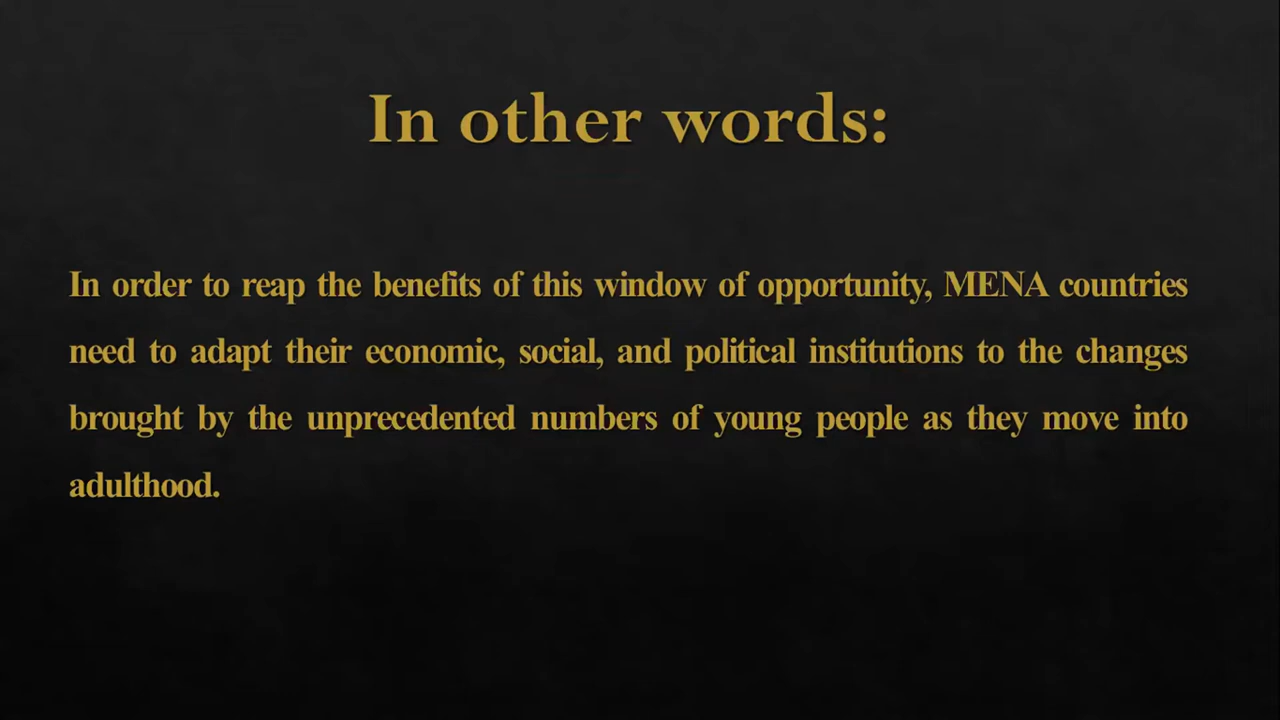 In other words:
In order to reap the benefits of this window of opportunity, MENA countries
need to adapt their economic, social, and political institutions to the changes
brought by the unprecedented numbers of young people as they move into
adulthood.